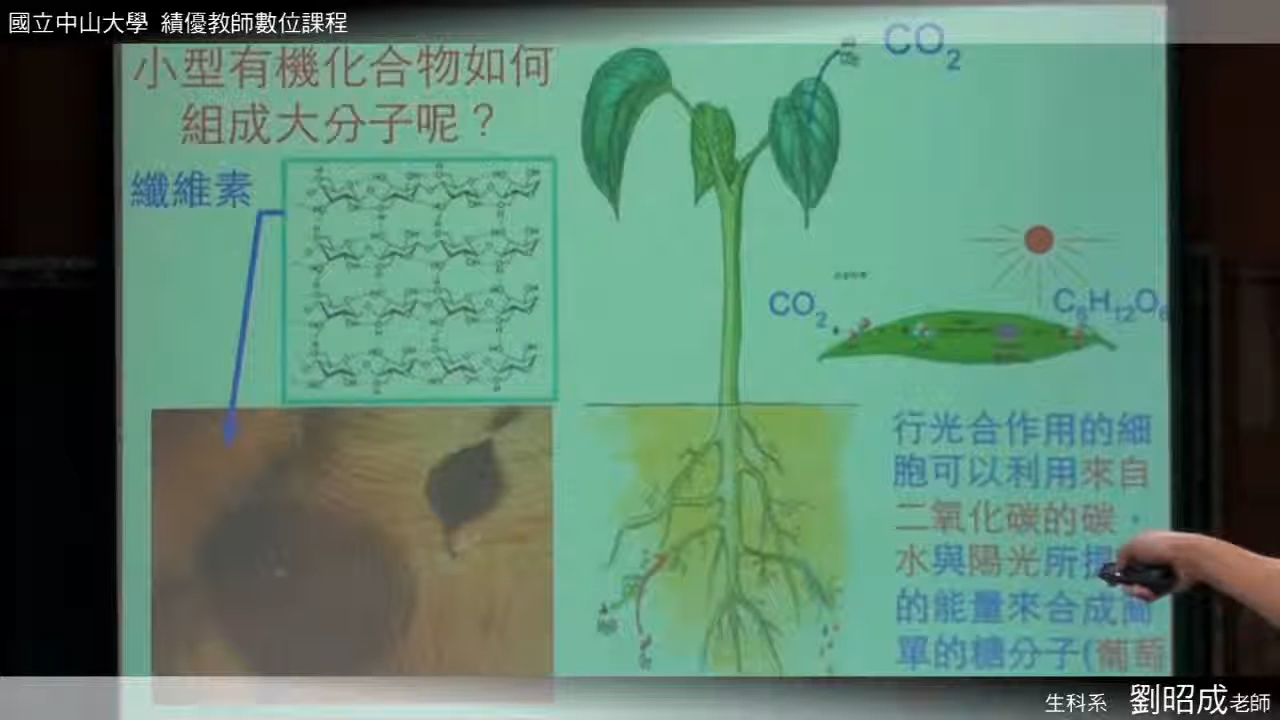 國立中山大學 績優教師數位課程
小型有機化合物如何
組成大分子呢？
纖維素
CO2
CO2
C6H12O6
行光合作用的細
胞可以利用來自
二氧化碳的碳，
水與陽光所提
的能量來合成簡
單的糖分子(葡萄
生科系 劉昭成老師